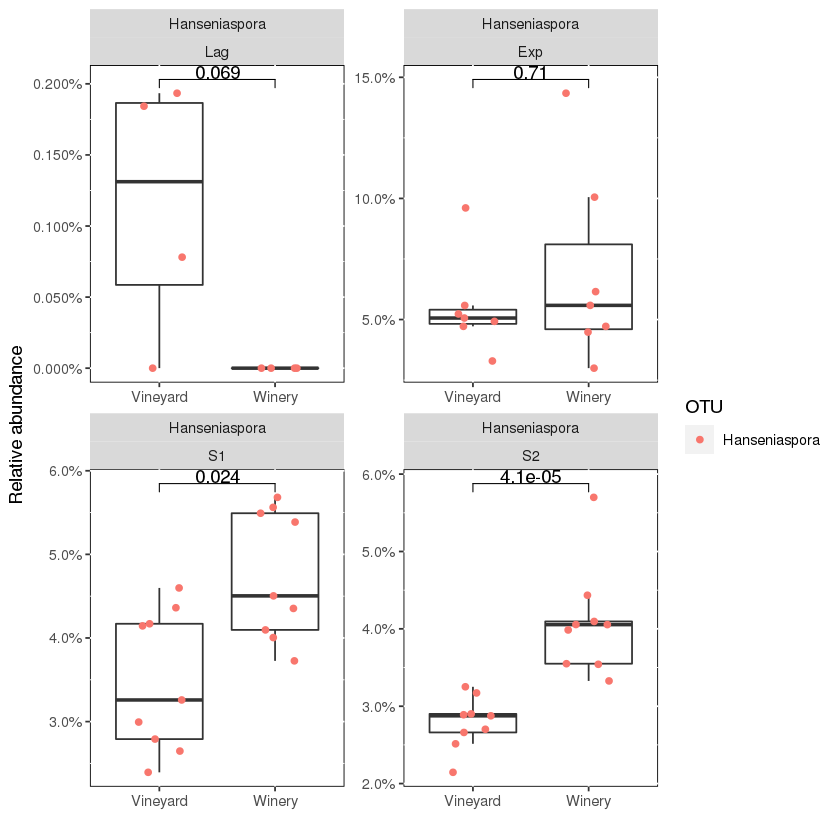 Hanseniaspora
Lag
0.069
0.200%
0.150%
0.100%
0.050%
0.000%
Vineyard Winery
Hanseniaspora
Exp
0.71
15.0%
10.0%
5.0%
Vineyard Winery
Relative abundance
Hanseniaspora
S1
0.024
6.0%
5.0%
4.0%
3.0%
Vineyard Winery
Hanseniaspora
S2
4.1e-05
6.0%
5.0%
4.0%
3.0%
2.0%
Vineyard Winery
OTU
Hanseniaspora